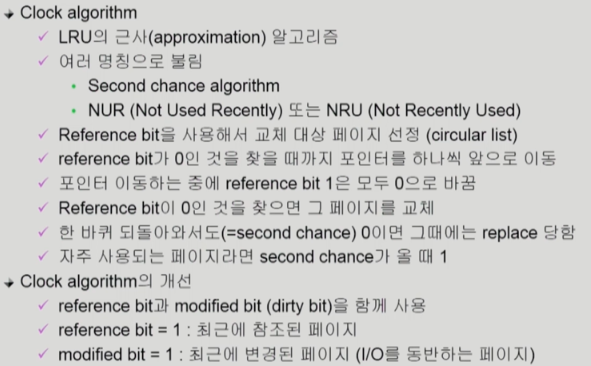 Clock algorithm
LRU의 근사(approximation) 알고리즘
여러 명칭으로 불림
Second chance algorithm
NUR (Not Used Recently) 또는 NRU (Not Recently Used)
Reference bit을 사용해서 교체 대상 페이지 선정 (circular list)
reference bit가 0인 것을 찾을 때까지 포인터를 하나씩 앞으로 이동
포인터 이동하는 중에 reference bit 1은 모두 0으로 바꿈
Reference bit이 0인 것을 찾으면 그 페이지를 교체
한 바퀴 되돌아와서도(=second chance) 0이면 그때에는 replace 당함
자주 사용되는 페이지라면 second chance가 올 때 1
Clock algorithm의 개선
reference bit과 modified bit (dirty bit)을 함께 사용
reference bit = 1 : 최근에 참조된 페이지
modified bit = 1 : 최근에 변경된 페이지 (I/O를 동반하는 페이지)